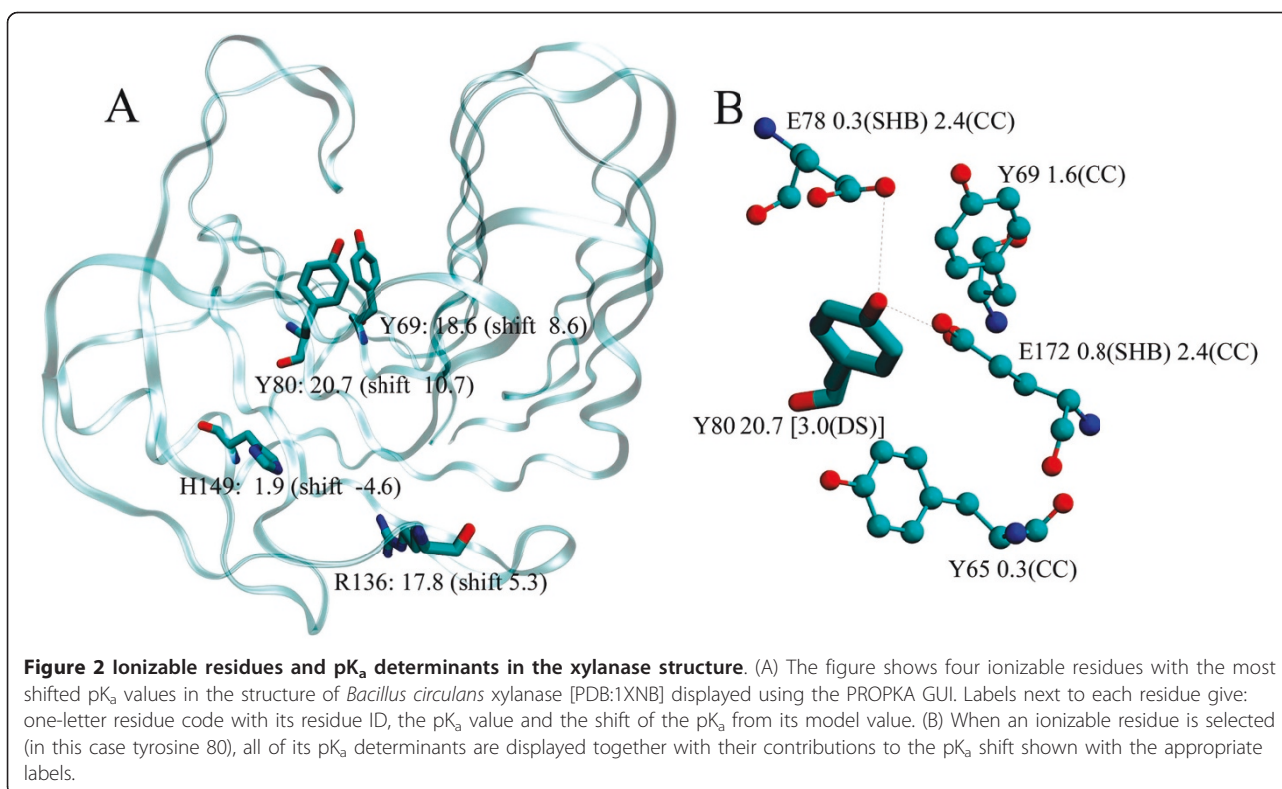 A
B
E78 0.3(SHB) 2.4(CC)
Y69 1.6(CC)
Y69: 18.6 (shift 8.6)
Y80: 20.7 (shift 10.7)
E172 0.8(SHB) 2.4(CC)
Y80 20.7 [3.0(DS)]
H149: 1.9 (shift -4.6)
R136: 17.8 (shift 5.3)
Y65 0.3(CC)
Figure 2 Ionizable residues and pKa determinants in the xylanase structure. (A) The figure shows four ionizable residues with the most
shifted pKa values in the structure of Bacillus circulans xylanase [PDB:1XNB] displayed using the PROPKA GUI. Labels next to each residue give:
one-letter residue code with its residue ID, the pKa value and the shift of the pKa from its model value. (B) When an ionizable residue is selected
(in this case tyrosine 80), all of its pKa determinants are displayed together with their contributions to the pKa shift shown with the appropriate
labels.